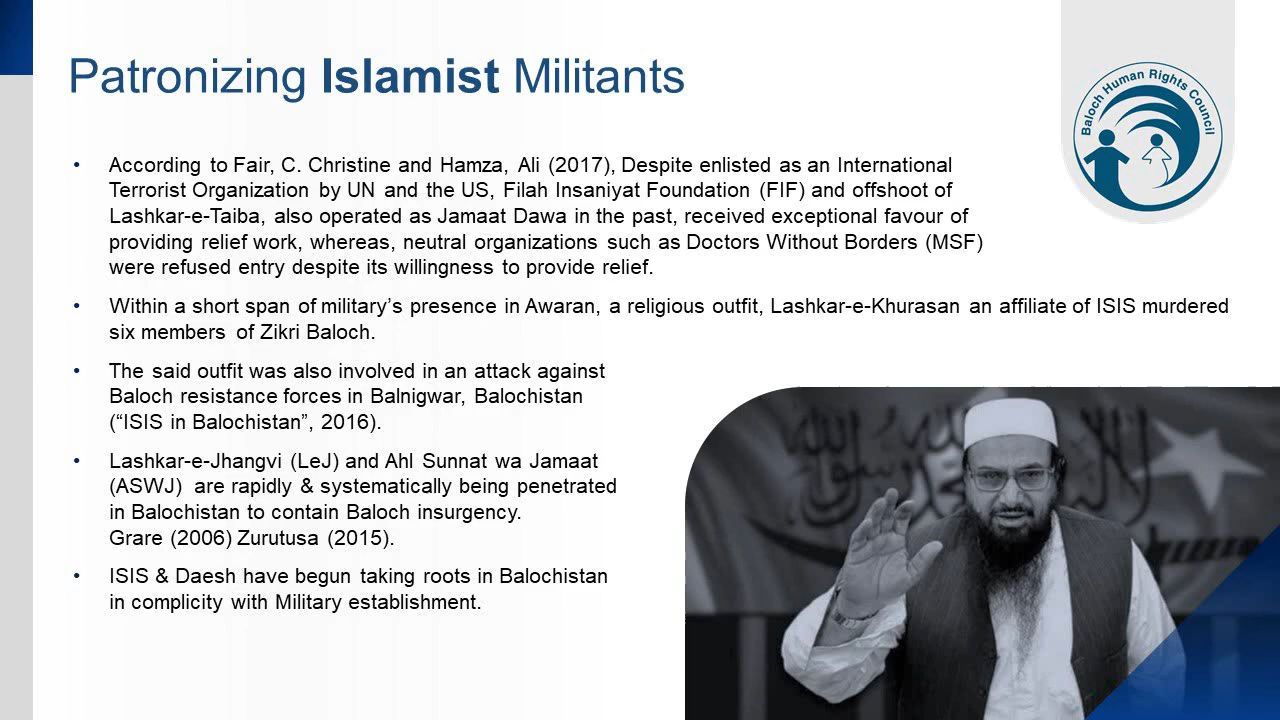 Patronizing Islamist Militants
Baloch Human Rights Council
• According to Fair, C. Christine and Hamza, Ali (2017), Despite enlisted as an International
Terrorist Organization by UN and the US, Filah Insaniyat Foundation (FIF) and offshoot of
Lashkar-e-Taiba, also operated as Jamaat Dawa in the past, received exceptional favour of
providing relief work, whereas, neutral organizations such as Doctors Without Borders (MSF)
were refused entry despite its willingness to provide relief.
• Within a short span of military’s presence in Awaran, a religious outfit, Lashkar-e-Khurasan an affiliate of ISIS murdered
six members of Zikri Baloch.
• The said outfit was also involved in an attack against
Baloch resistance forces in Balnigwar, Balochistan
(“ISIS in Balochistan”, 2016).
• Lashkar-e-Jhangvi (LeJ) and Ahl Sunnat wa Jamaat
(ASWJ) are rapidly & systematically being penetrated
in Balochistan to contain Baloch insurgency.
Grare (2006) Zurutusa (2015).
• ISIS & Daesh have begun taking roots in Balochistan
in complicity with Military establishment.